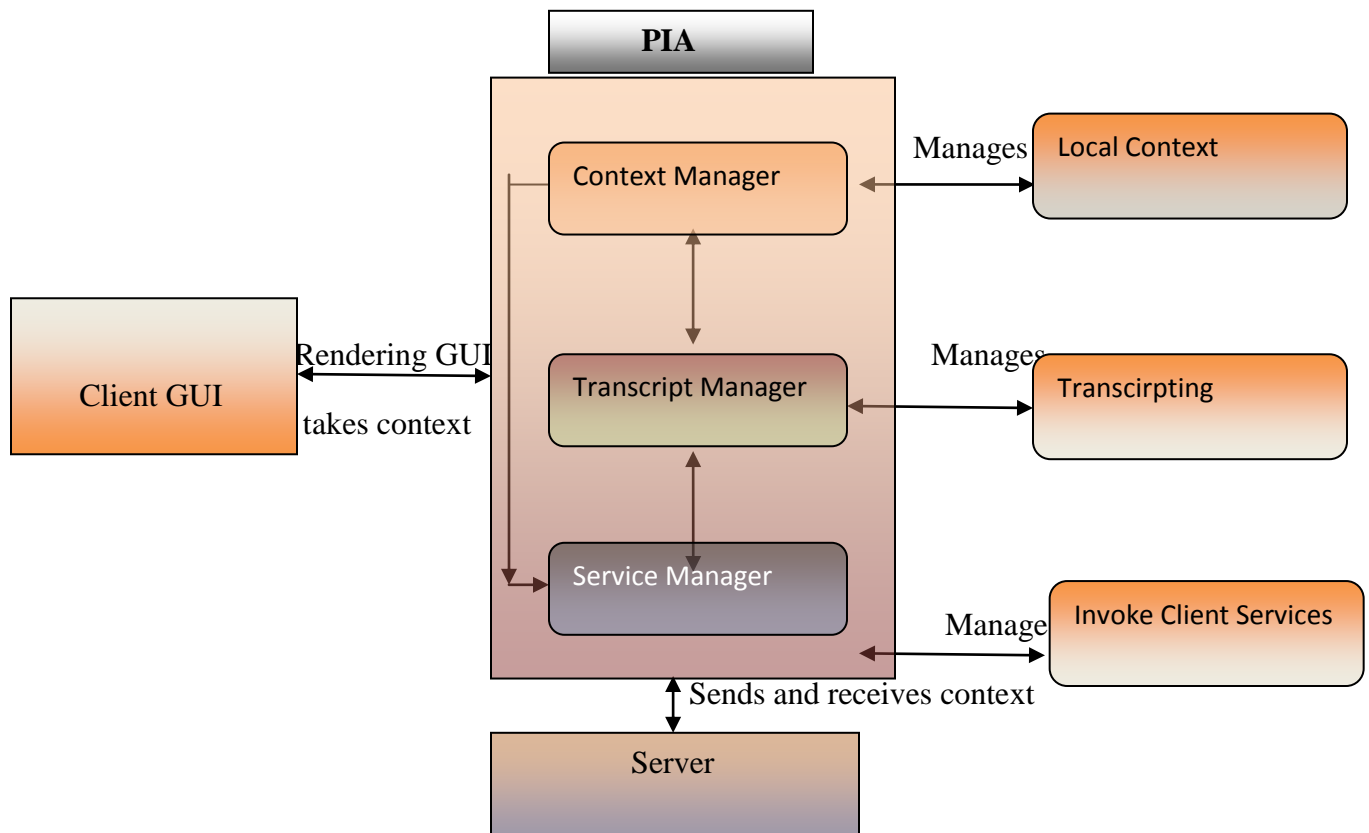 PIA
Context Manager
Manages
Local Context
Client GUI
Rendering GUI
takes context
Transcript Manager
Manages
Transcirpting
Service Manager
Manage
Invoke Client Services
Sends and receives context
Server